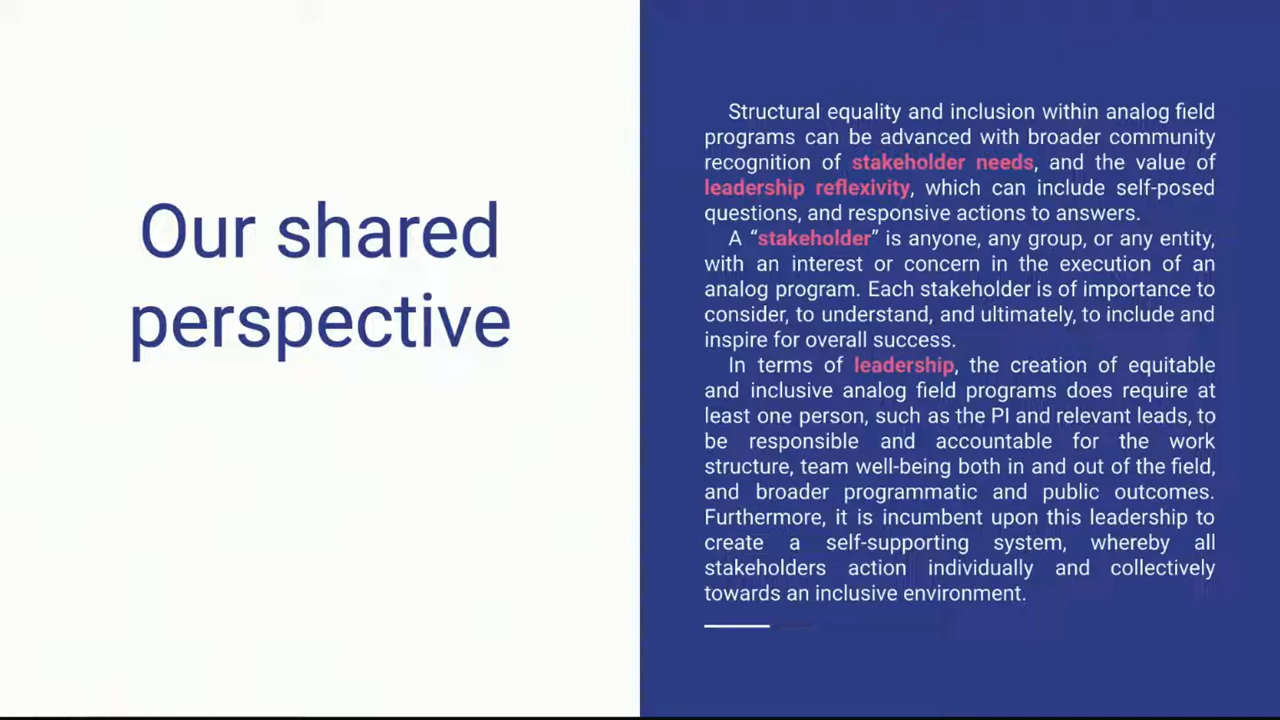 Our shared
perspective
Structural equality and inclusion within analog field
programs can be advanced with broader community
recognition of stakeholder needs, and the value of
leadership reflexivity, which can include self-posed
questions, and responsive actions to answers.
A “stakeholder” is anyone, any group, or any entity,
with an interest or concern in the execution of an
analog program. Each stakeholder is of importance to
consider, to understand, and ultimately, to include and
inspire for overall success.
In terms of leadership, the creation of equitable
and inclusive analog field programs does require at
least one person, such as the PI and relevant leads, to
be responsible and accountable for the work
structure, team well-being both in and out of the field,
and broader programmatic and public outcomes.
Furthermore, it is incumbent upon this leadership to
create a self-supporting system, whereby all
stakeholders action individually and collectively
towards an inclusive environment.